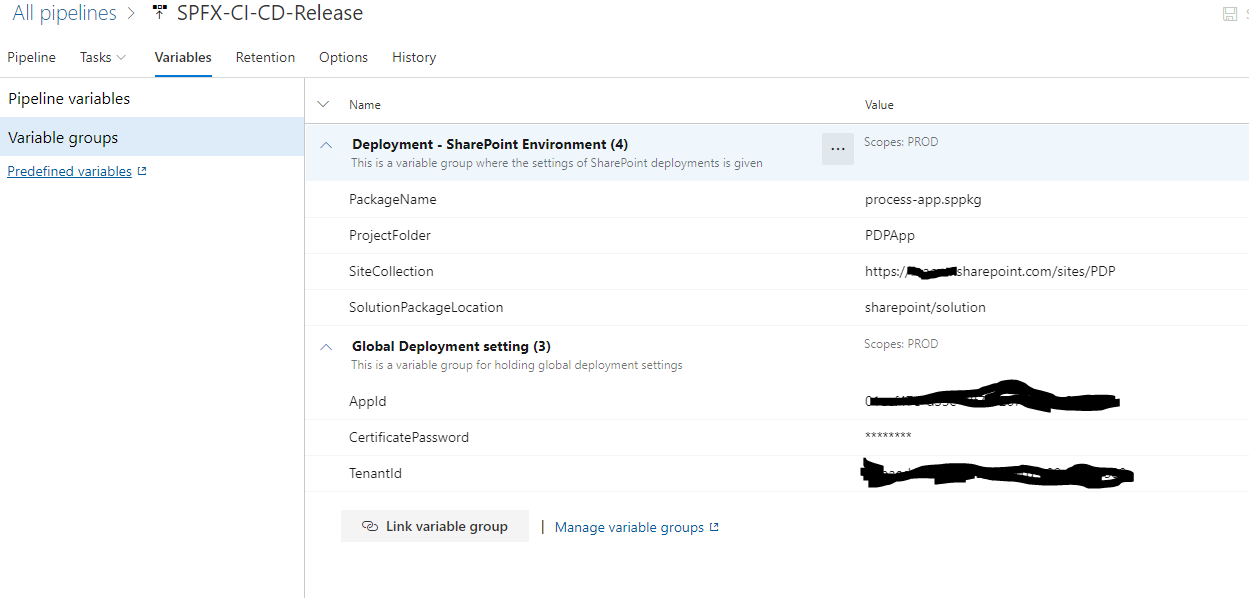 All pipelines > SPFX-CI-CD-Release
Pipeline Tasks Variables Retention Options History
Pipeline variables
Variable groups
Predefined variables
Name Value
Deployment - SharePoint Environment (4) ... Scopes: PROD
This is a variable group where the settings of SharePoint deployments is given
PackageName process-app.sppkg
ProjectFolder PDPApp
SiteCollection https:/ sharepoint.com/sites/PDP
SolutionPackageLocation sharepoint/solution
Global Deployment setting (3) Scopes: PROD
This is a variable group for holding global deployment settings
AppId
CertificatePassword ********
TenantId
Link variable group | Manage variable groups